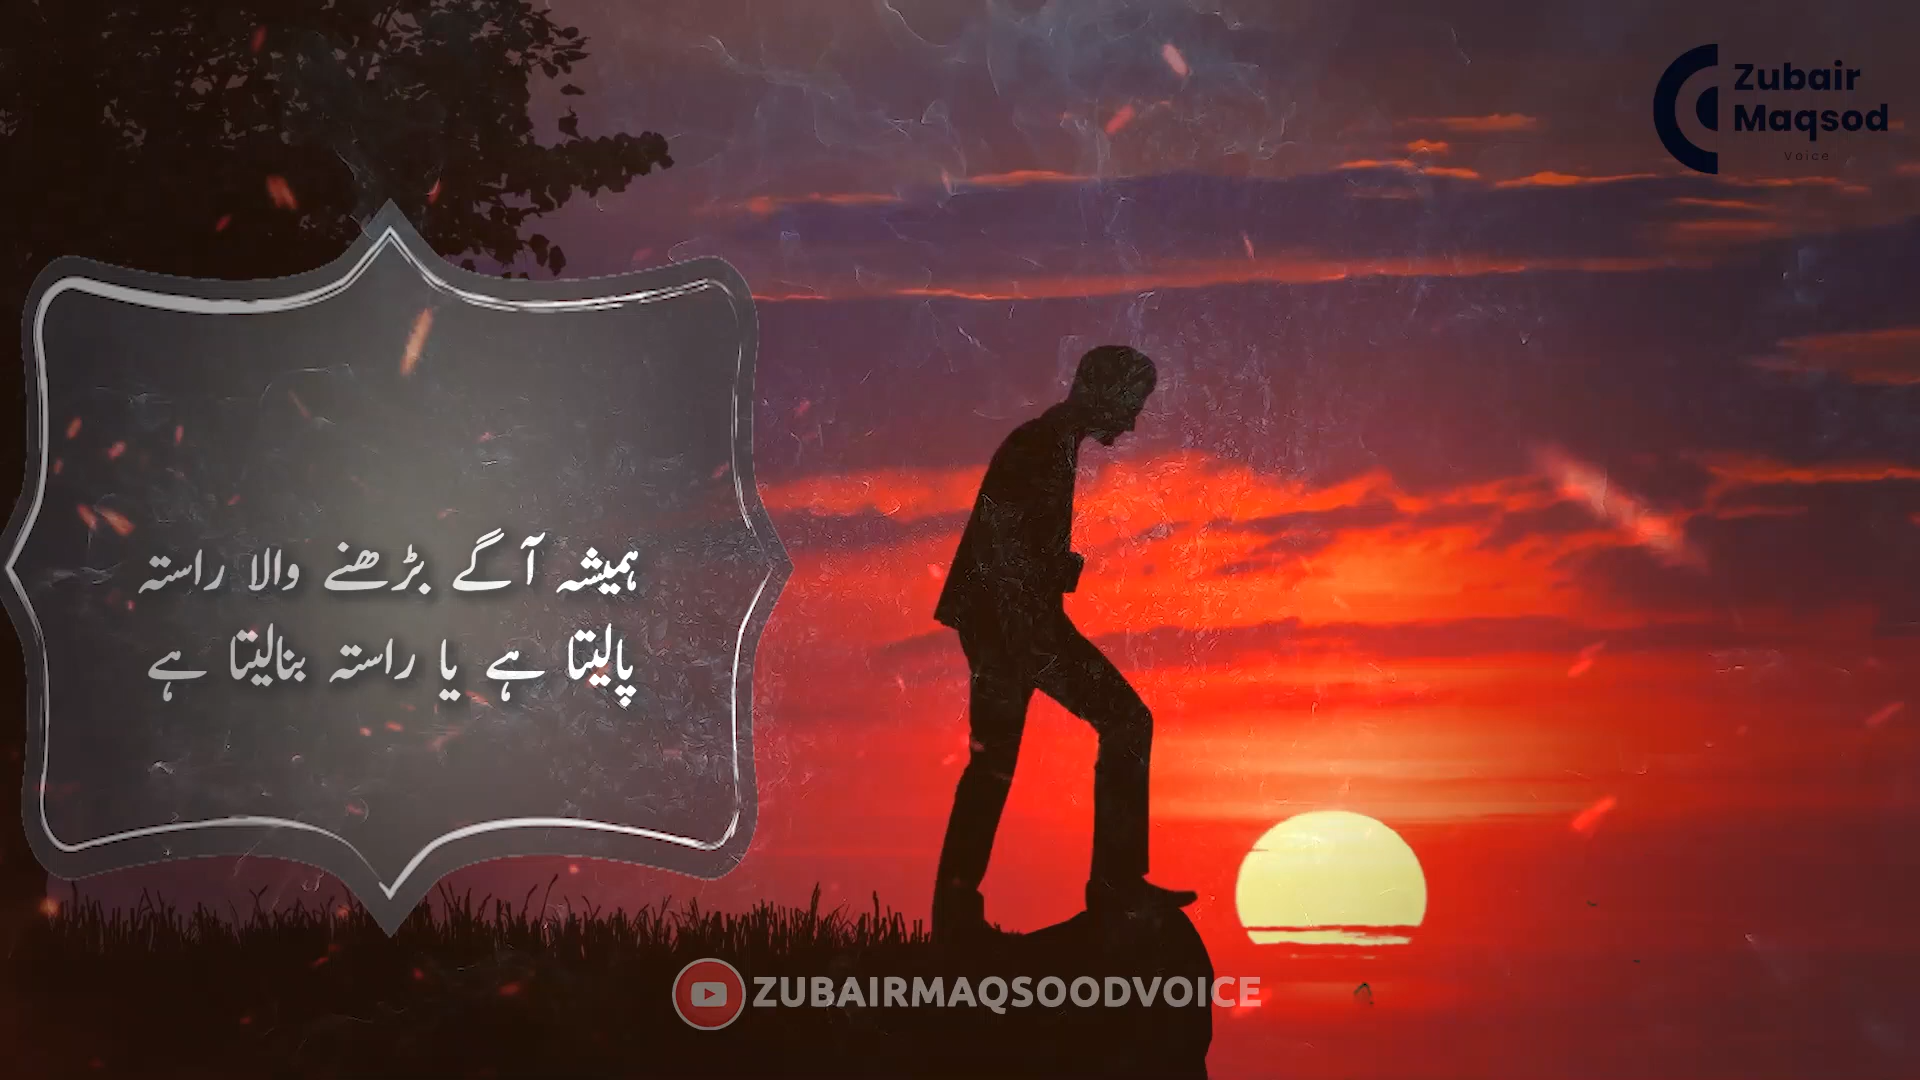 Zubair
Maqsod
Voice
ہمیشہ آگے بڑھنے والا راستہ
پالیتا ہے یا راستہ بنالیتا ہے
ZUBAIRMAQSOODVOICE